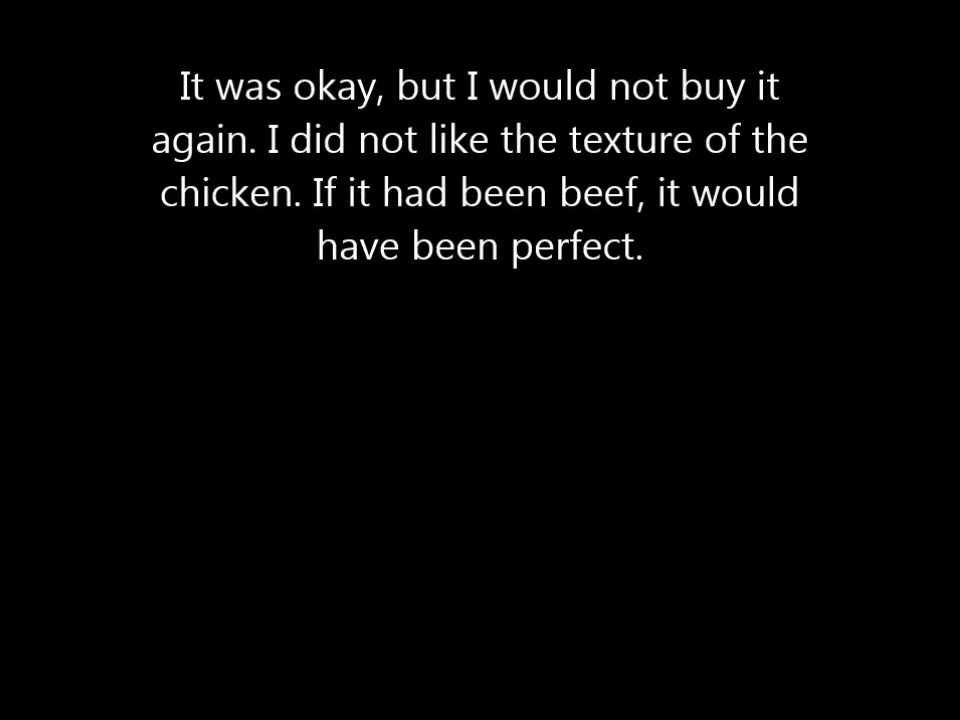 It was okay, but I would not buy it
again. I did not like the texture of the
chicken. If it had been beef, it would
have been perfect.